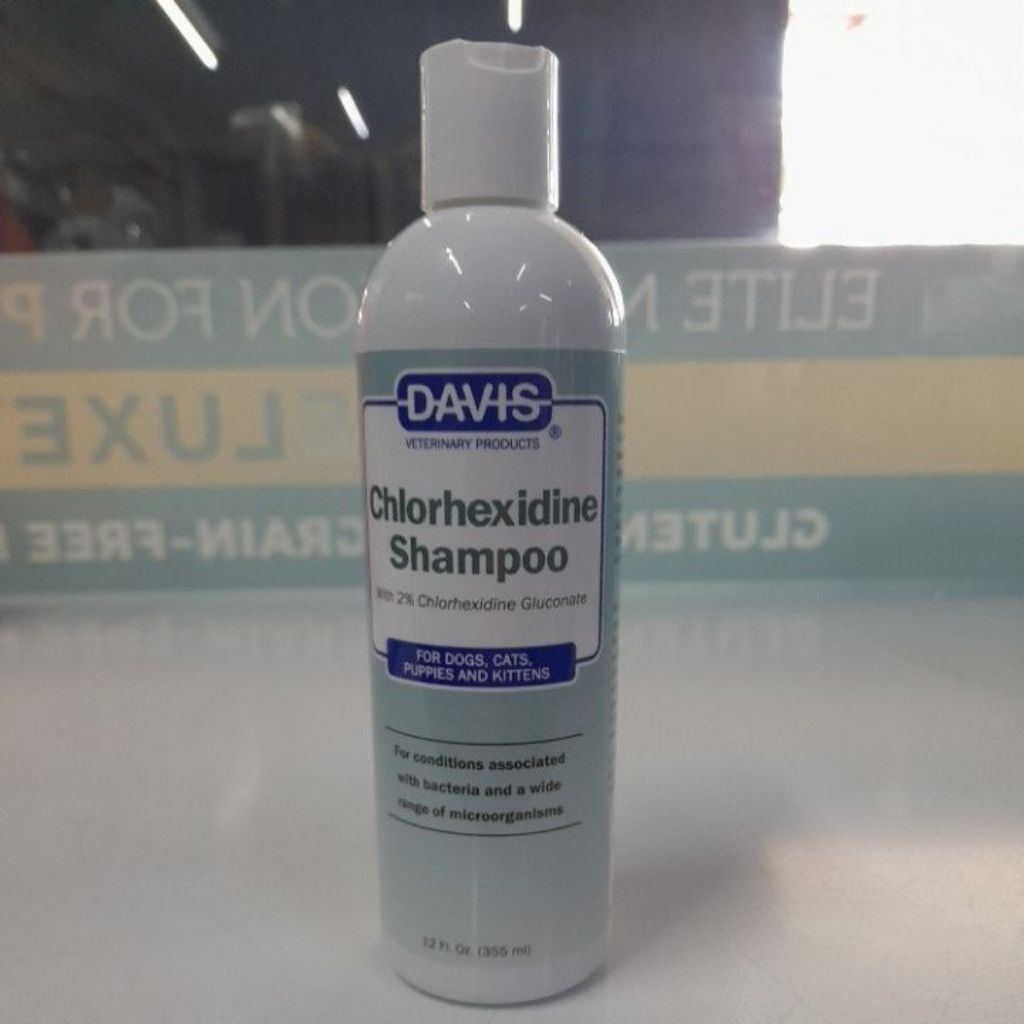 ELITE N
ON FOR P
LUXE
GLUTEN
GRAIN-FREE
DAVIS
VETERINARY PRODUCTS ®
Chlorhexidine
Shampoo
With 2% Chlorhexidine Gluconate
FOR DOGS, CATS,
PUPPIES AND KITTENS
For conditions associated
with bacteria and a wide
range of microorganisms
12 Fl. Oz. (355 ml)